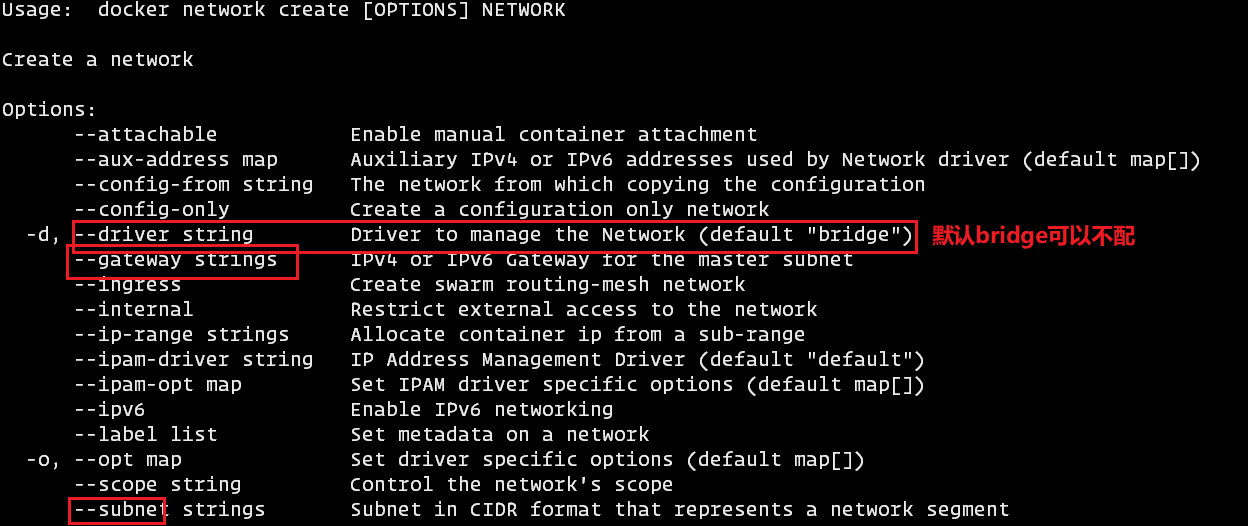 Usage:  docker network create [OPTIONS] NETWORK
Create a network
Options:
--attachable Enable manual container attachment
--aux-address map Auxiliary IPv4 or IPv6 addresses used by Network driver (default map[])
--config-from string The network from which copying the configuration
--config-only Create a configuration only network
-d, --driver string Driver to manage the Network (default "bridge") 默认bridge可以不配
--gateway strings IPv4 or IPv6 Gateway for the master subnet
--ingress Create swarm routing-mesh network
--internal Restrict external access to the network
--ip-range strings Allocate container ip from a sub-range
--ipam-driver string IP Address Management Driver (default "default")
--ipam-opt map Set IPAM driver specific options (default map[])
--ipv6 Enable IPv6 networking
--label list Set metadata on a network
-o, --opt map Set driver specific options (default map[])
--scope string Control the network's scope
--subnet strings Subnet in CIDR format that represents a network segment